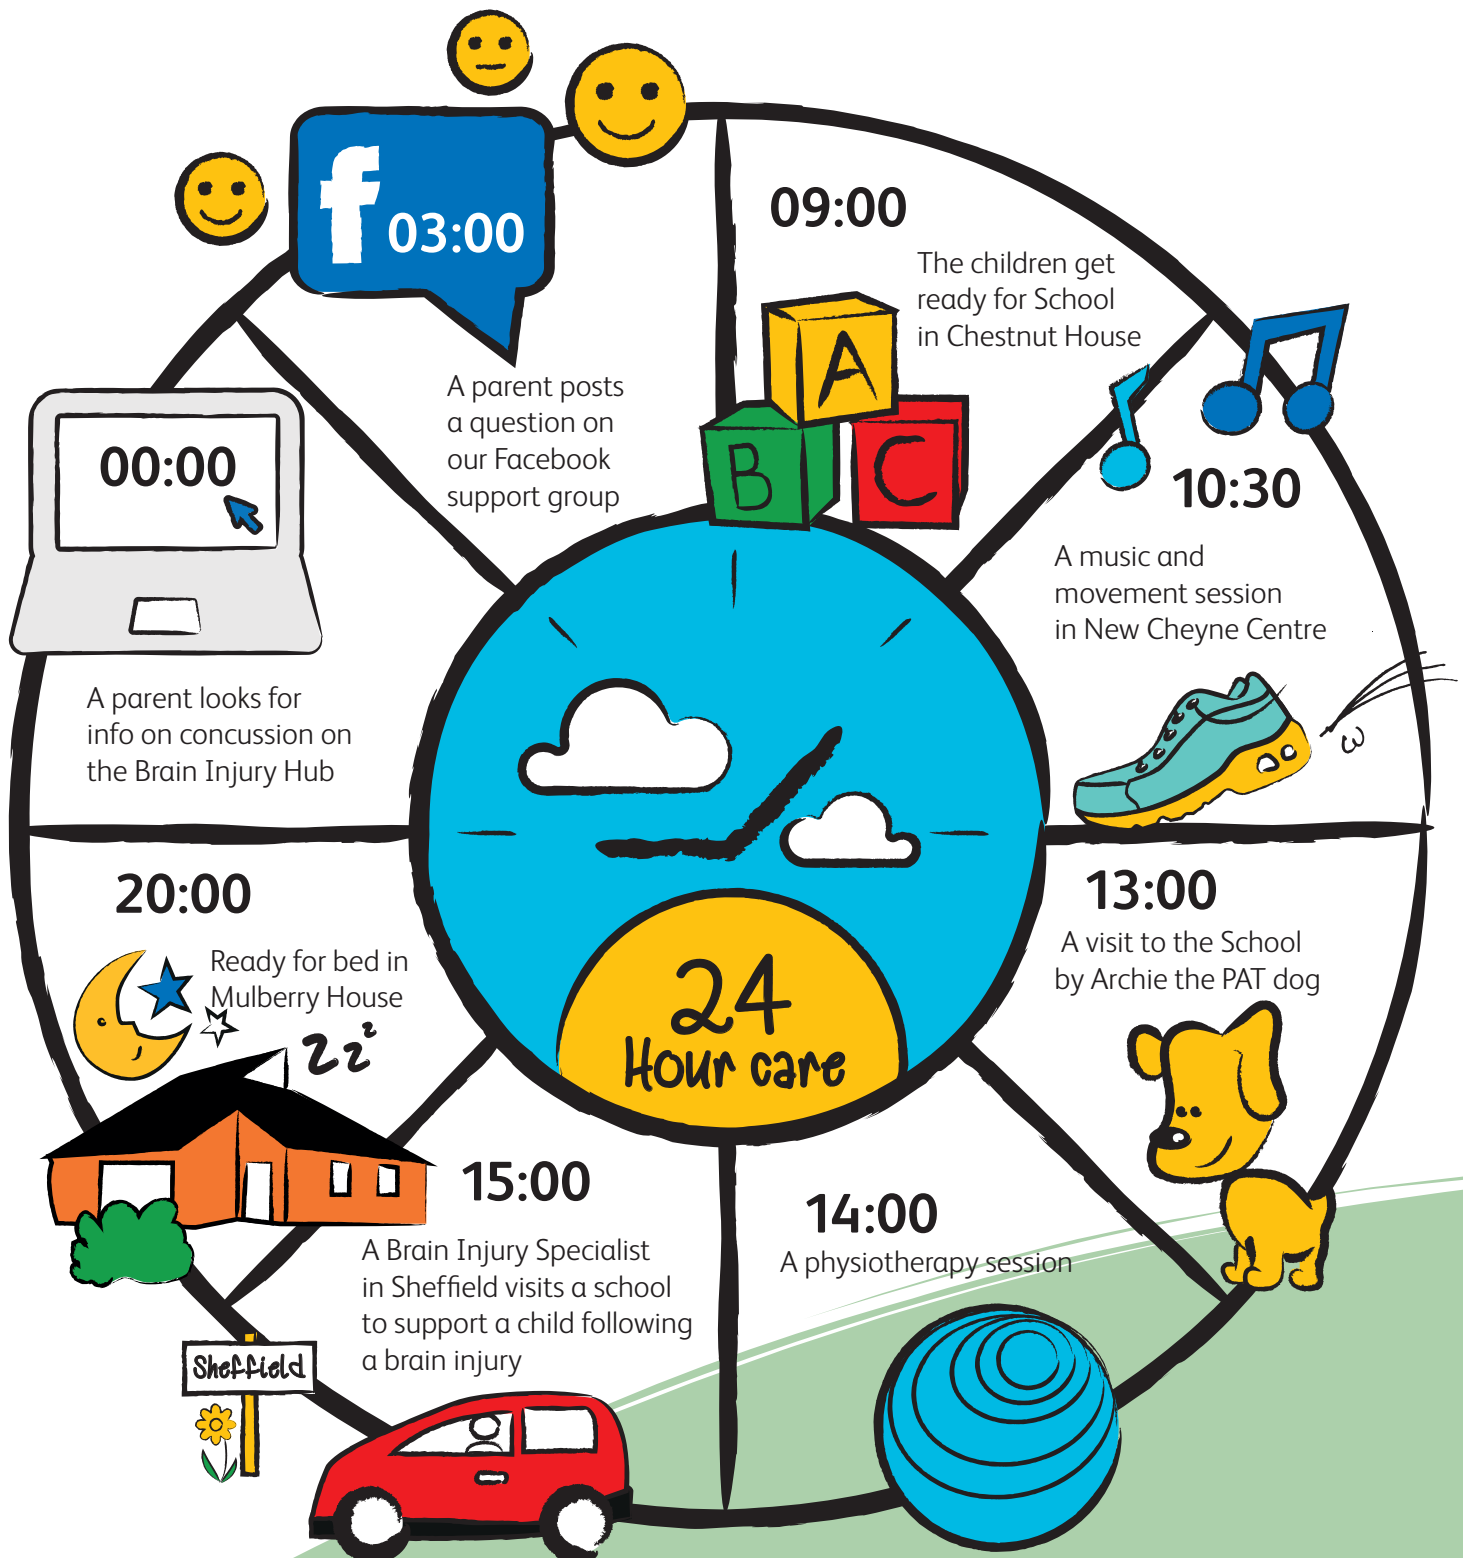 f
03:00
A parent posts
a question on
our Facebook
support group
09:00
The children get
ready for School
in Chestnut House
A
B
C
10:30
A music and
movement session
in New Cheyne Centre
13:00
A visit to the School
by Archie the PAT dog
14:00
A physiotherapy session
15:00
A Brain Injury Specialist
in Sheffield visits a school
to support a child following
a brain injury
Sheffield
20:00
Ready for bed in
Mulberry House
zzz
00:00
A parent looks for
info on concussion on
the Brain Injury Hub
24
Hour care